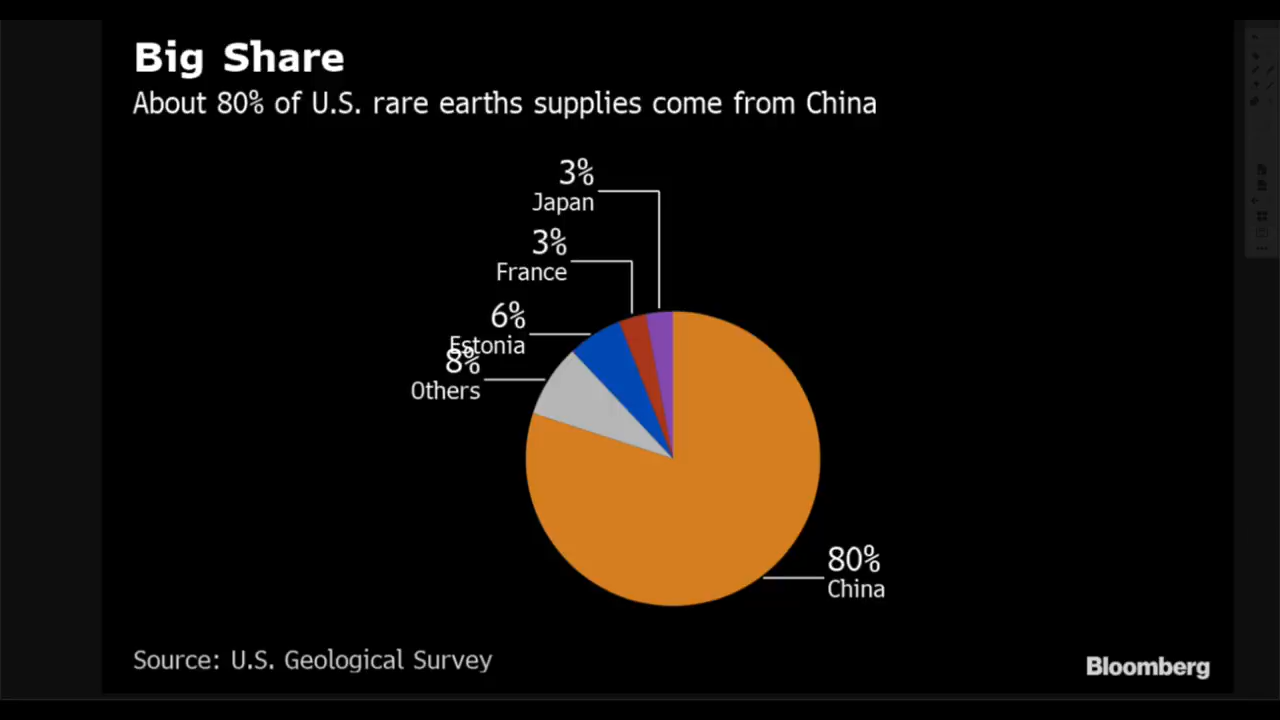 Big Share
About 80% of U.S. rare earths supplies come from China
3%
Japan
3%
France
6%
Estonia
8%
Others
80%
China
Source: U.S. Geological Survey
Bloomberg